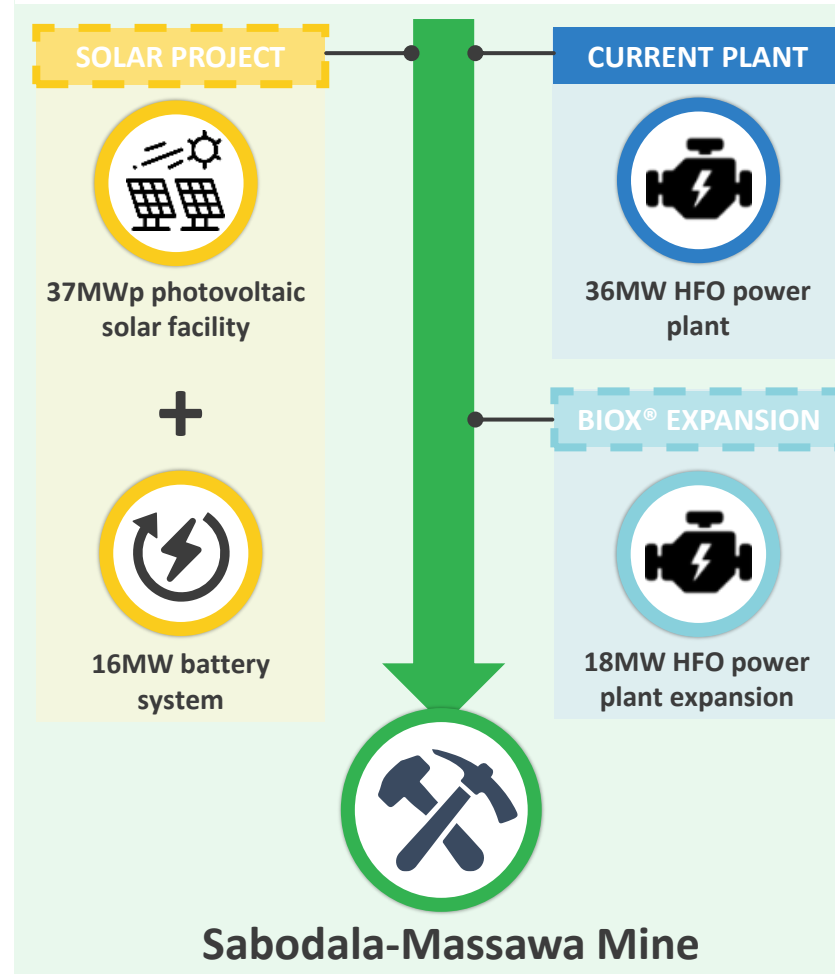 SOLAR PROJECT
37MWp photovoltaic
solar facility
+
16MW battery
system
CURRENT PLANT
36MW HFO power
plant
BIOX® EXPANSION
18MW HFO power
plant expansion
Sabodala-Massawa Mine